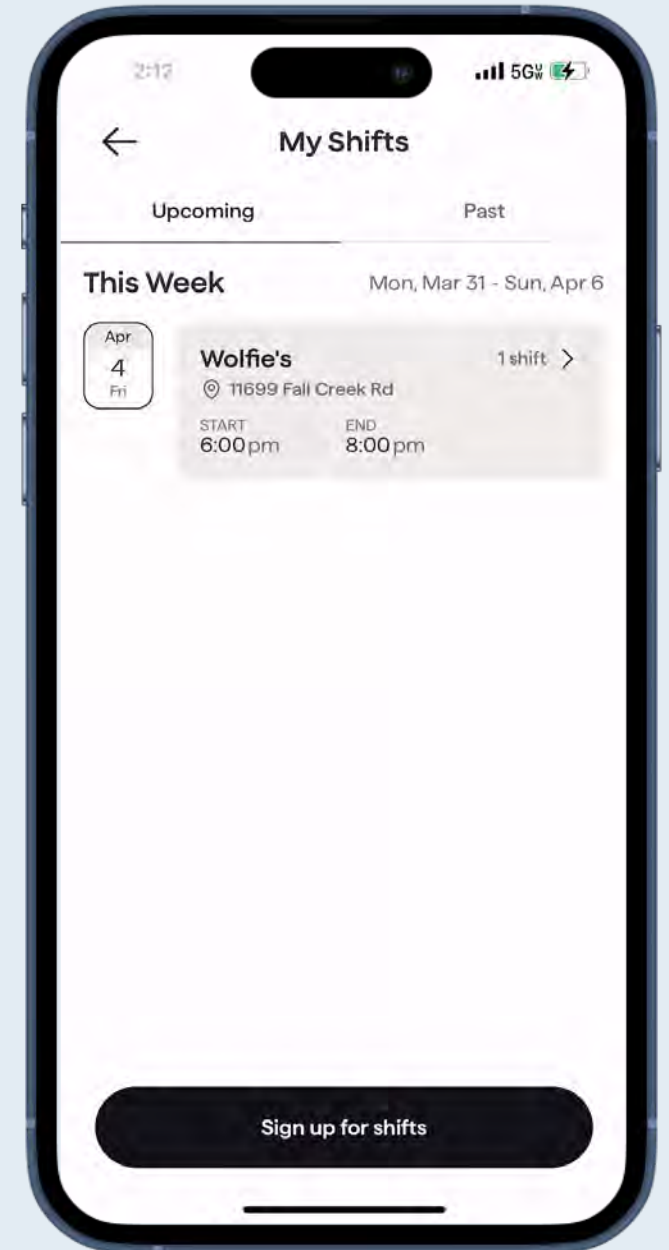 2:12
5G
My Shifts
Upcoming Past
This Week Mon, Mar 31 - Sun, Apr 6
Apr
4
Fri
Wolfie's 1 shift
11699 Fall Creek Rd
START END
6:00 pm 8:00 pm
Sign up for shifts